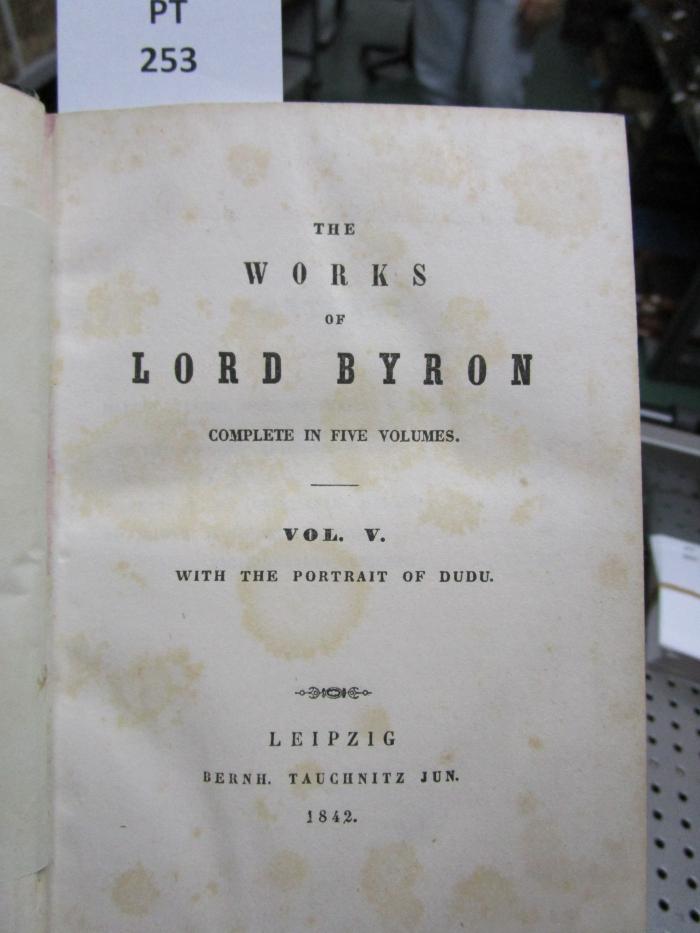 PT
253
THE
WORKS
OF
LORD BYRON
COMPLETE IN FIVE VOLUMES.
VOL. V.
WITH THE PORTRAIT OF DUDU.
LEIPZIG
BERNH. TAUCHNITZ JUN.
1842.